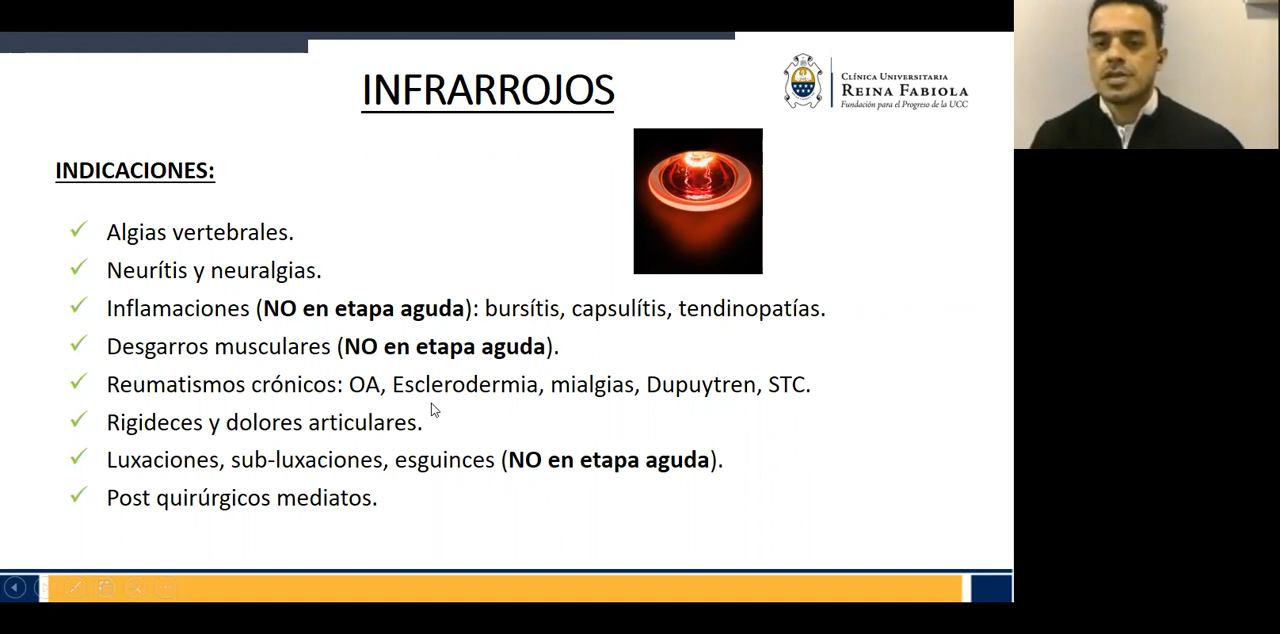 INFRARROJOS
CLÍNICA UNIVERSITARIA
REINA FABIOLA
Fundación para el Progreso de la UCC
INDICACIONES:
Algias vertebrales.
Neurítis y neuralgias.
Inflamaciones (NO en etapa aguda): bursítis, capsulítis, tendinopatías.
Desgarros musculares (NO en etapa aguda).
Reumatismos crónicos: OA, Esclerodermia, mialgias, Dupuytren, STC.
Rigideces y dolores articulares.
Luxaciones, sub-luxaciones, esguinces (NO en etapa aguda).
Post quirúrgicos mediatos.